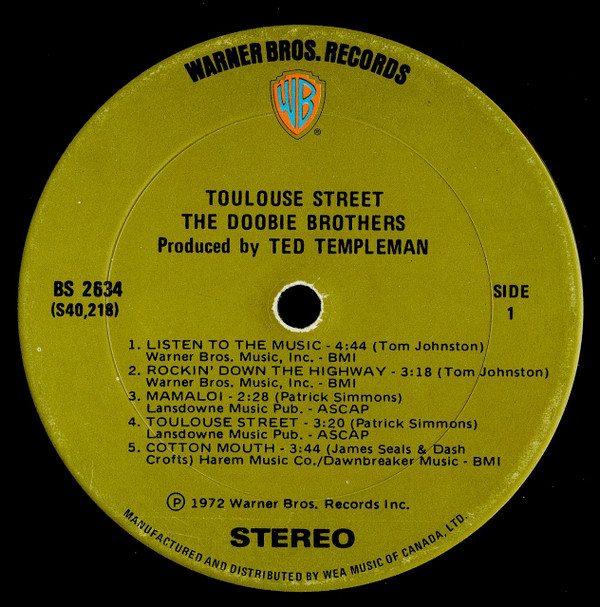 WARNER BROS. RECORDS
WB
®
TOULOUSE STREET
THE DOOBIE BROTHERS
Produced by TED TEMPLEMAN
BS 2634
(S40,218)
SIDE
1
1. LISTEN TO THE MUSIC - 4:44 (Tom Johnston)
Warner Bros. Music, Inc. - BMI
2. ROCKIN' DOWN THE HIGHWAY - 3:18 (Tom Johnston)
Warner Bros. Music, Inc. - BMI
3. MAMALOI - 2:28 (Patrick Simmons)
Lansdowne Music Pub. - ASCAP
4. TOULOUSE STREET - 3:20 (Patrick Simmons)
Lansdowne Music Pub. - ASCAP
5. COTTON MOUTH - 3:44 (James Seals & Dash
Crofts) Harem Music Co./Dawnbreaker Music - BMI
Ⓟ 1972 Warner Bros. Records Inc.
STEREO
MANUFACTURED AND DISTRIBUTED BY WEA MUSIC OF CANADA, LTD.